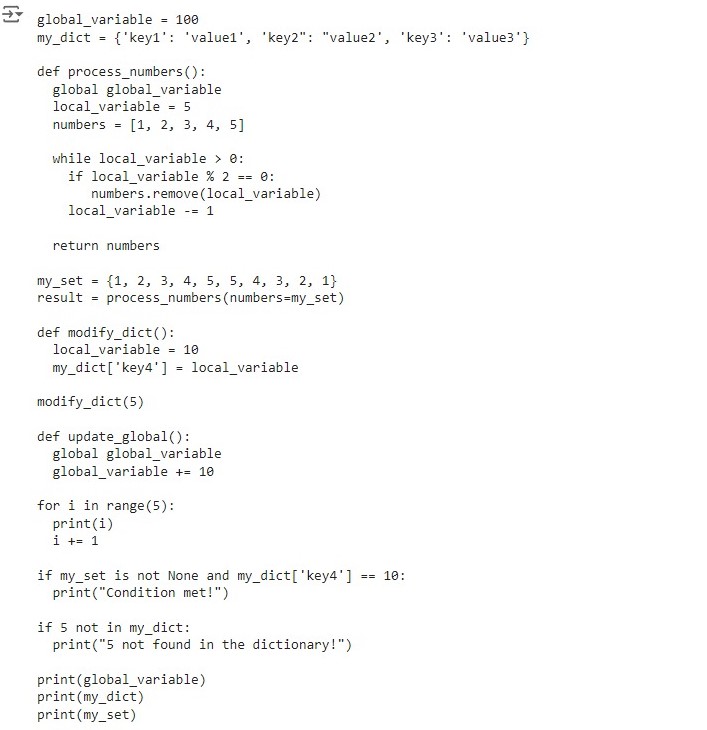 global_variable = 100
my_dict = {'key1': 'value1', 'key2": "value2', 'key3': 'value3'}

def process_numbers():
  global global_variable
  local_variable = 5
  numbers = [1, 2, 3, 4, 5]

  while local_variable > 0:
    if local_variable % 2 == 0:
       numbers.remove(local_variable)
    local_variable -= 1

  return numbers

my_set = {1, 2, 3, 4, 5, 5, 4, 3, 2, 1}
result = process_numbers(numbers=my_set)

def modify_dict():
  local_variable = 10
  my_dict['key4'] = local_variable

modify_dict(5)

def update_global():
  global global_variable
  global_variable += 10

for i in range(5):
  print(i)
  i += 1

if my_set is not None and my_dict['key4'] == 10:
  print("Condition met!")

if 5 not in my_dict:
  print("5 not found in the dictionary!")

print(global_variable)
print(my_dict)
print(my_set)